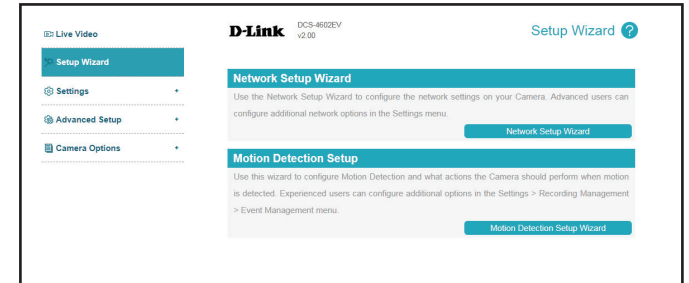 Live Video
Setup Wizard
Settings +
Advanced Setup +
Camera Options +
D-Link DCS-4602EV
v2.00
Setup Wizard ?
Network Setup Wizard
Use the Network Setup Wizard to configure the network settings on your Camera. Advanced users can
configure additional network options in the Settings menu.
Network Setup Wizard
Motion Detection Setup
Use this wizard to configure Motion Detection and what actions the Camera should perform when motion
is detected. Experienced users can configure additional options in the Settings > Recording Management
> Event Management menu.
Motion Detection Setup Wizard